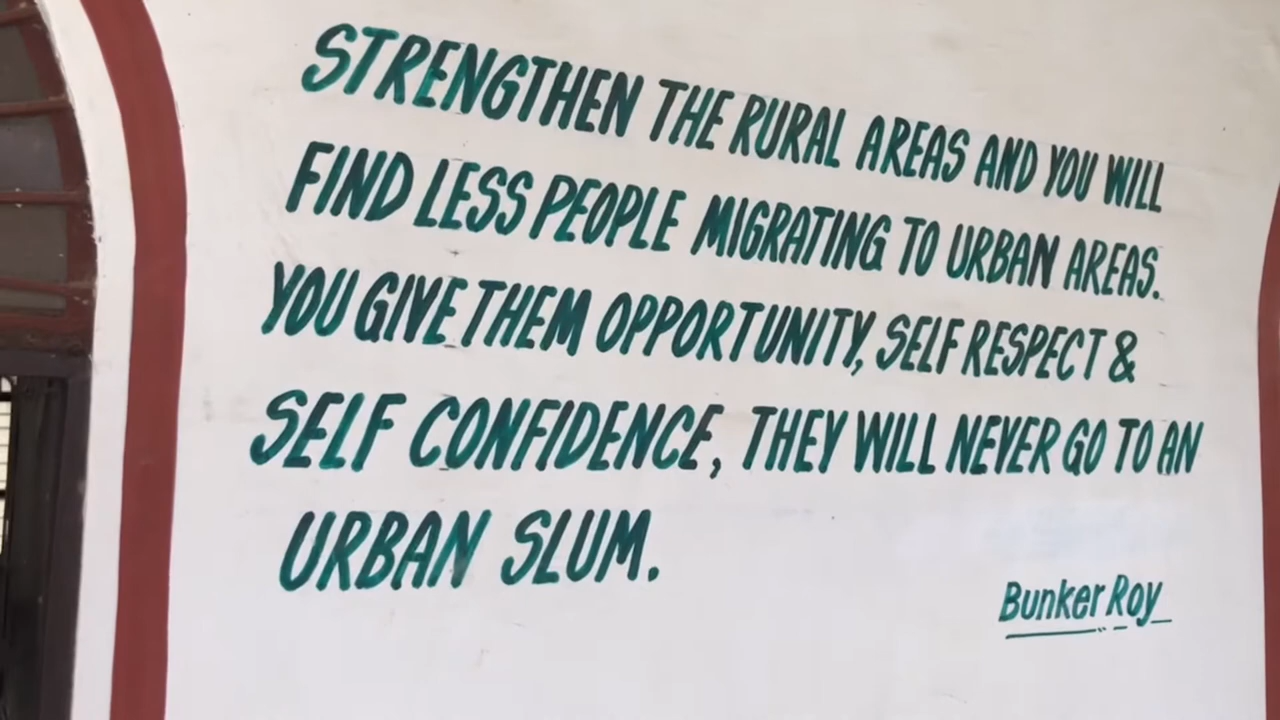 STRENGTHEN THE RURAL AREAS AND YOU WILL
FIND LESS PEOPLE MIGRATING TO URBAN AREAS.
YOU GIVE THEM OPPORTUNITY, SELF RESPECT &
SELF CONFIDENCE, THEY WILL NEVER GO TO AN
URBAN SLUM.
Bunker Roy